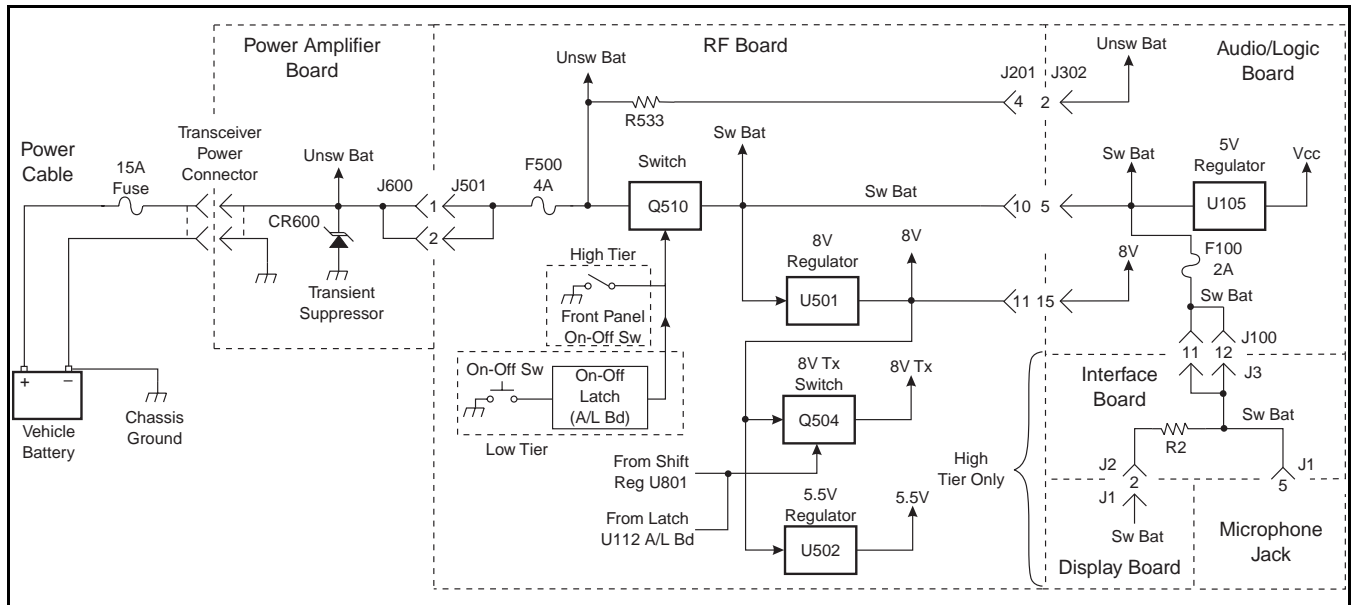 Power Amplifier
Board
RF Board
Audio/Logic
Board
Power
Cable
15A
Fuse
Transceiver
Power
Connector
Unsw Bat
CR600
Transient
Suppressor
J600
J501
1
2
F500
4A
Unsw Bat
R533
J201
J302
4
2
Unsw Bat
Switch
Q510
Sw Bat
Sw Bat
10
5
Sw Bat
5V
Regulator
U105
Vcc
F100
2A
Sw Bat
8V
Regulator
U501
8V
11
15
8V
High Tier
Front Panel
On-Off Sw
On-Off Sw
On-Off
Latch
(A/L Bd)
Low Tier
8V Tx
Switch
Q504
8V Tx
From Shift
Reg U801
From Latch
U112 A/L Bd
5.5V
Regulator
U502
5.5V
High
Tier Only
11
12
J100
J3
Interface
Board
Sw Bat
R2
J2
2
J1
J1
5
Sw Bat
Display Board
Microphone
Jack
+
–
Vehicle
Battery
Chassis
Ground